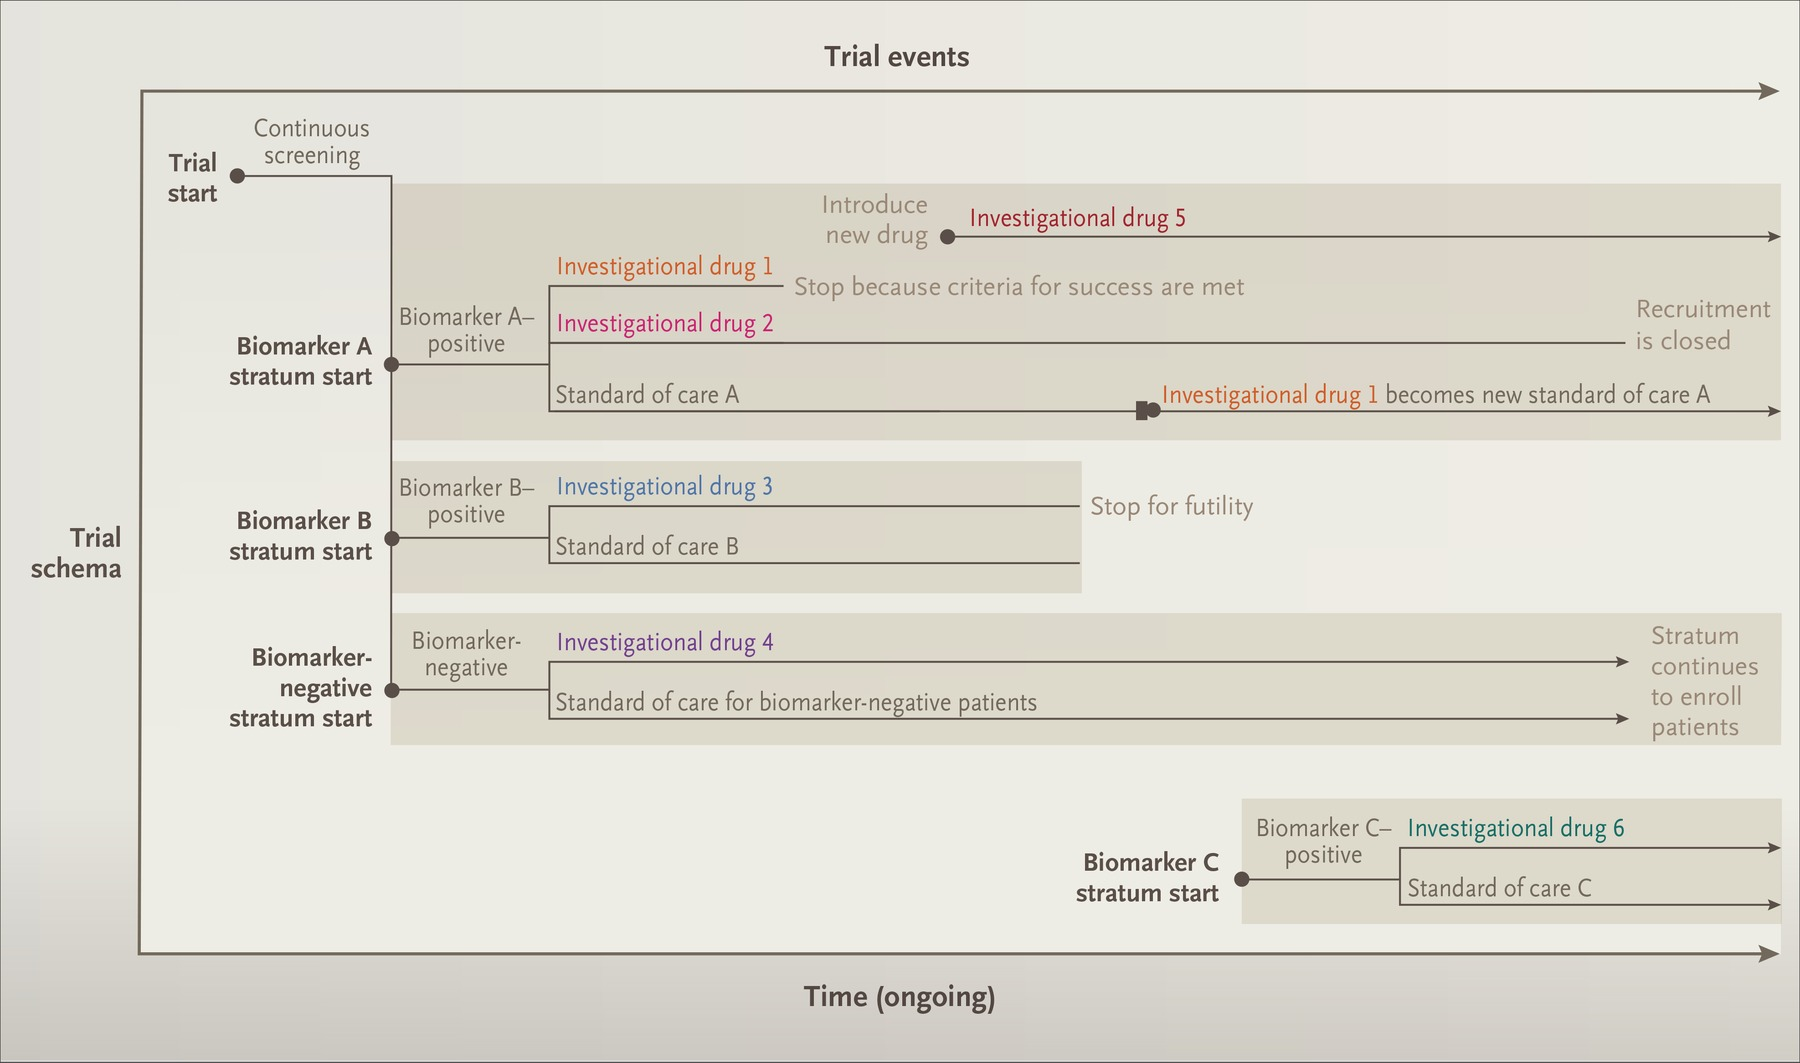 Trial events
Continuous
screening
Trial
start
Introduce
new drug
Investigational drug 5
Investigational drug 1
Stop because criteria for success are met
Biomarker A–
positive
Investigational drug 2
Recruitment
is closed
Biomarker A
stratum start
Standard of care A
Investigational drug 1 becomes new standard of care A
Biomarker B–
positive
Investigational drug 3
Stop for futility
Biomarker B
stratum start
Standard of care B
Trial
schema
Biomarker-
negative
Investigational drug 4
Stratum
continues
to enroll
patients
Biomarker-
negative
stratum start
Standard of care for biomarker-negative patients
Biomarker C–
positive
Investigational drug 6
Biomarker C
stratum start
Standard of care C
Time (ongoing)